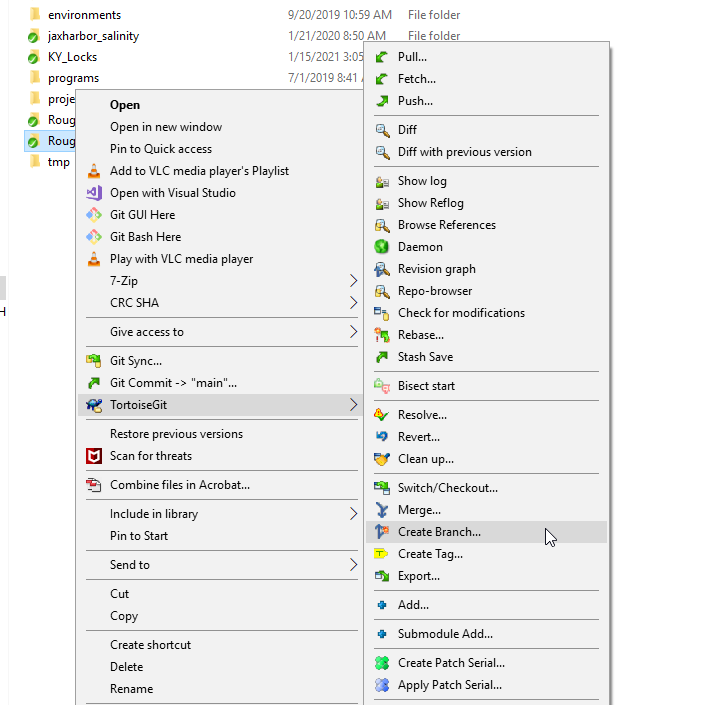 environments 9/20/2019 10:59 AM File folder
jaxharbor_salinity 1/21/2020 8:50 AM File folder
KY_Locks 1/15/2021 3:05
programs 7/1/2019 8:41
proje
Roug
Roug
tmp
H
Open
Open in new window
Pin to Quick access
Add to VLC media player's Playlist
Open with Visual Studio
Git GUI Here
Git Bash Here
Play with VLC media player
7-Zip
CRC SHA
Give access to
Git Sync...
Git Commit -> "main"...
TortoiseGit
Restore previous versions
Scan for threats
Combine files in Acrobat...
Include in library
Pin to Start
Send to
Cut
Copy
Create shortcut
Delete
Rename
Pull...
Fetch...
Push...
Diff
Diff with previous version
Show log
Show Reflog
Browse References
Daemon
Revision graph
Repo-browser
Check for modifications
Rebase...
Stash Save
Bisect start
Resolve...
Revert...
Clean up...
Switch/Checkout...
Merge...
Create Branch...
Create Tag...
Export...
Add...
Submodule Add...
Create Patch Serial...
Apply Patch Serial...